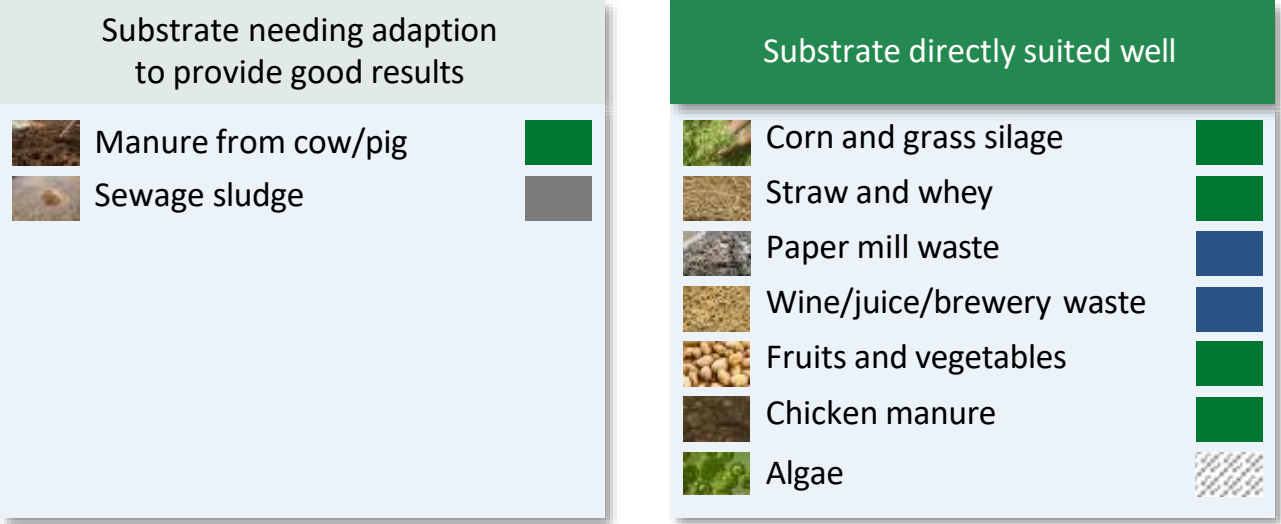 Substrate needing adaption
to provide good results
Manure from cow/pig
Sewage sludge
Substrate directly suited well
Corn and grass silage
Straw and whey
Paper mill waste
Wine/juice/brewery waste
Fruits and vegetables
Chicken manure
Algae